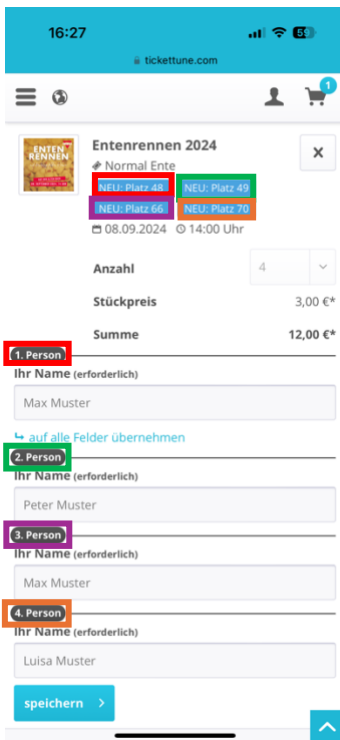 16:27
59
tickettune.com
1
ENTEN
RENNEN
Entenrennen 2024
Normal Ente
NEU: Platz 48 NEU: Platz 49
NEU: Platz 66 NEU: Platz 70
08.09.2024 14:00 Uhr
Anzahl 4
Stückpreis 3,00 €*
Summe 12,00 €*
1. Person
Ihr Name (erforderlich)
Max Muster
auf alle Felder übernehmen
2. Person
Ihr Name (erforderlich)
Peter Muster
3. Person
Ihr Name (erforderlich)
Max Muster
4. Person
Ihr Name (erforderlich)
Luisa Muster
speichern